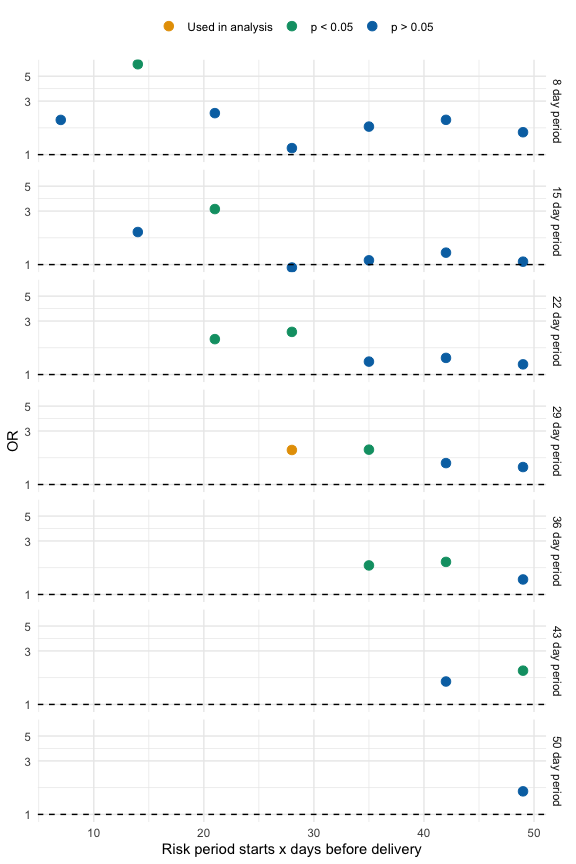 Used in analysis p < 0.05 p > 0.05
5
3
1
8 day period
5
3
1
15 day period
5
3
1
22 day period
5
3
1
29 day period
5
3
1
36 day period
5
3
1
43 day period
5
3
1
50 day period
OR
10 20 30 40 50
Risk period starts x days before delivery